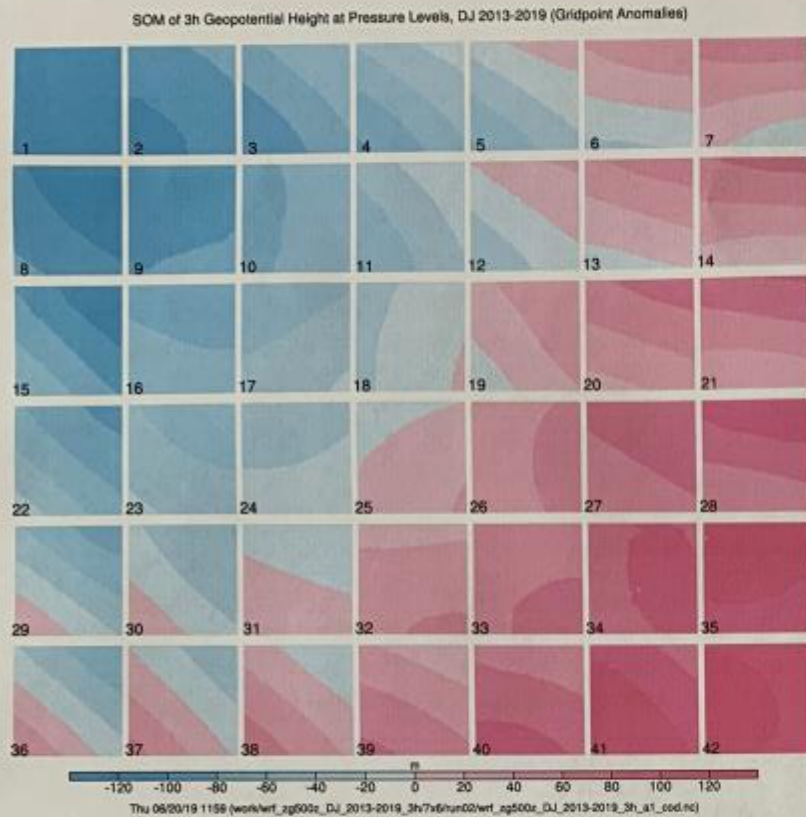 SOM of 3h Geopotential Height at Pressure Levels, DJ 2013-2019 (Gridpoint Anomalies)
1 2 3 4 5 6 7
8 9 10 11 12 13 14
15 16 17 18 19 20 21
22 23 24 25 26 27 28
29 30 31 32 33 34 35
36 37 38 39 40 41 42
m
-120 -100 -80 -60 -40 -20 0 20 40 60 80 100 120
Thu 06/20/19 1159 (work/wrf_zg500z_DJ_2013-2019_3h/7x6/run02/wrf_zg500z_DJ_2013-2019_3h_a1_cod.nc)